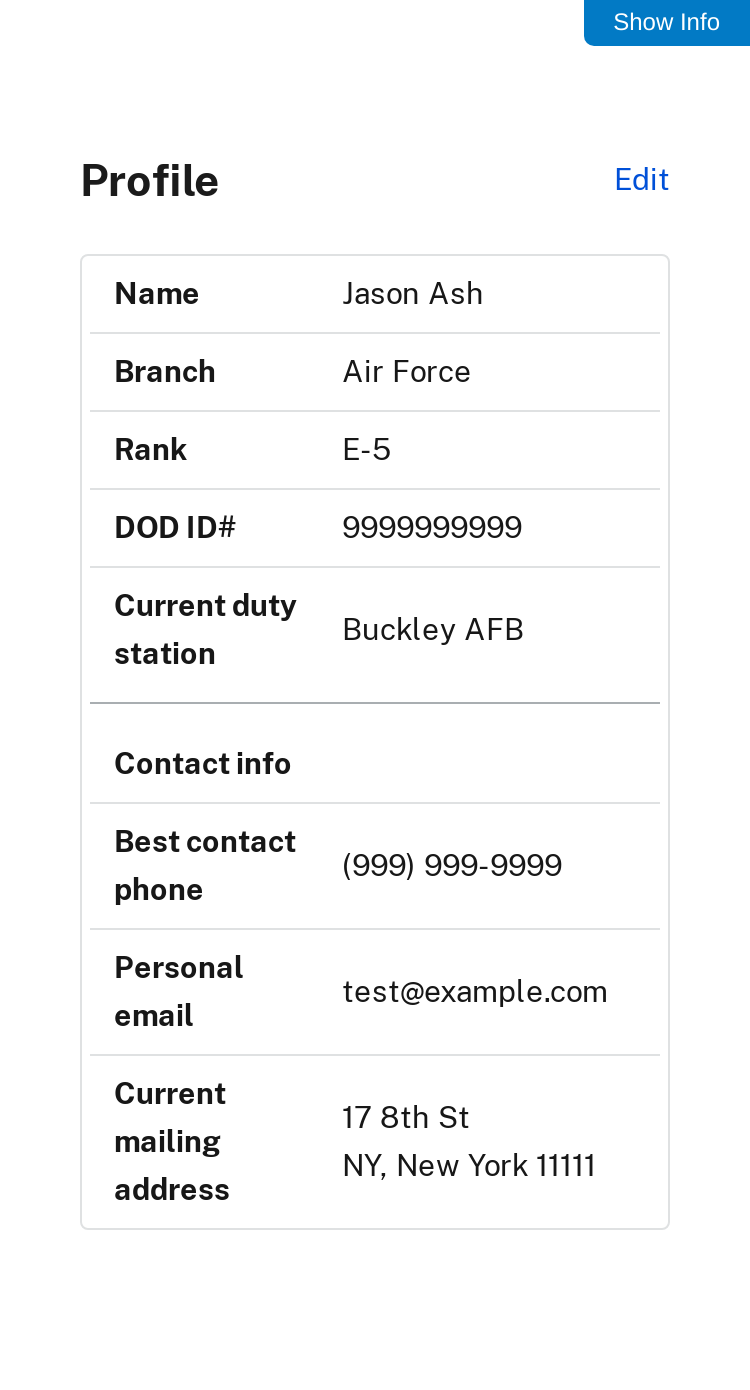 Show Info
Profile
Edit
Name
Jason Ash
Branch
Air Force
Rank
E-5
DOD ID#
9999999999
Current duty
station
Buckley AFB
Contact info
Best contact
phone
(999) 999-9999
Personal
email
test@example.com
Current
mailing
address
17 8th St
NY, New York 11111